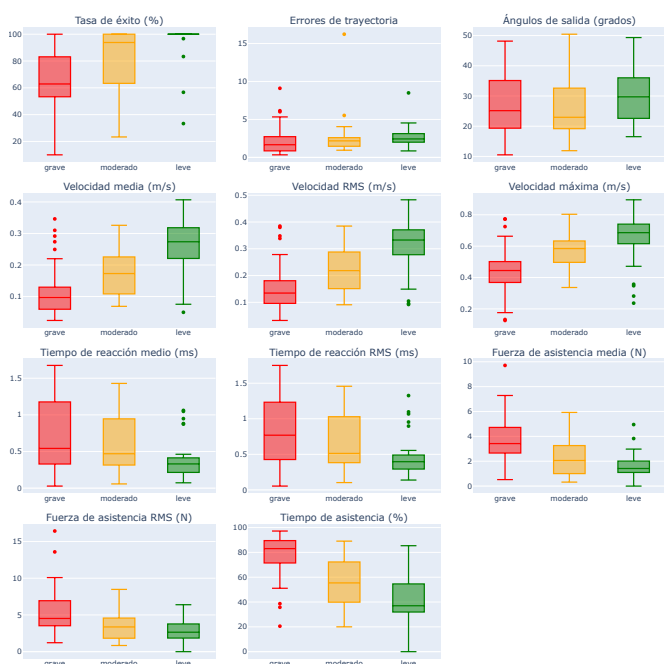 Tasa de éxito (%)
Errores de trayectoria
Ángulos de salida (grados)
100
80
60
40
20
grave
moderado
leve
15
10
5
0
grave
moderado
leve
50
40
30
20
10
grave
moderado
leve
Velocidad media (m/s)
Velocidad RMS (m/s)
Velocidad máxima (m/s)
0.4
0.3
0.2
0.1
grave
moderado
leve
0.5
0.4
0.3
0.2
0.1
grave
moderado
leve
0.8
0.6
0.4
0.2
grave
moderado
leve
Tiempo de reacción medio (ms)
Tiempo de reacción RMS (ms)
Fuerza de asistencia media (N)
1.5
1
0.5
0
grave
moderado
leve
1.5
1
0.5
0
grave
moderado
leve
10
8
6
4
2
0
grave
moderado
leve
Fuerza de asistencia RMS (N)
Tiempo de asistencia (%)
15
10
5
0
grave
moderado
leve
100
80
60
40
20
0
grave
moderado
leve